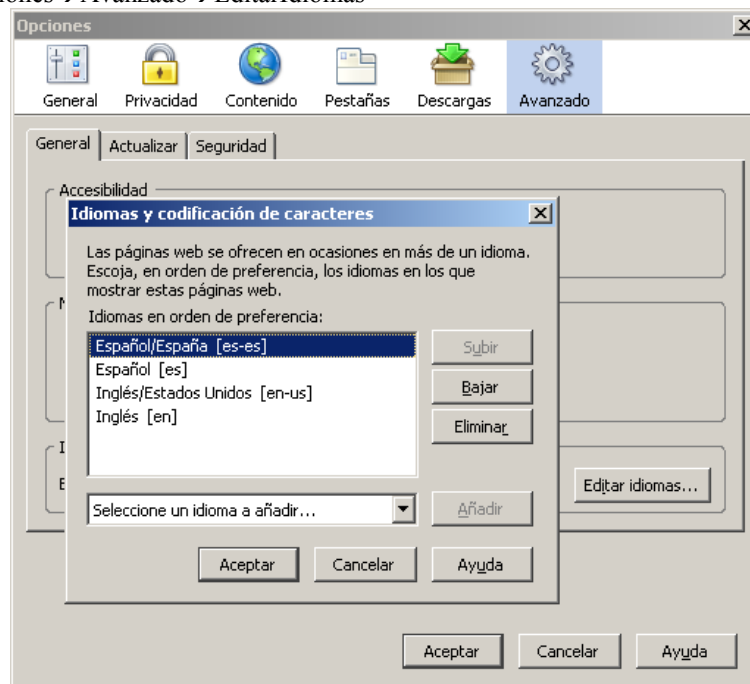 Opciones
General Privacidad Contenido Pestañas Descargas Avanzado
General Actualizar Seguridad
Accesibilidad
Idiomas y codificación de caracteres
Las páginas web se ofrecen en ocasiones en más de un idioma.
Escoja, en orden de preferencia, los idiomas en los que
mostrar estas páginas web.
Idiomas en orden de preferencia:
Español/España [es-es]
Español [es]
Inglés/Estados Unidos [en-us]
Inglés [en]
Subir
Bajar
Eliminar
Editar idiomas...
Seleccione un idioma a añadir...
Añadir
Aceptar Cancelar Ayuda
Aceptar Cancelar Ayuda